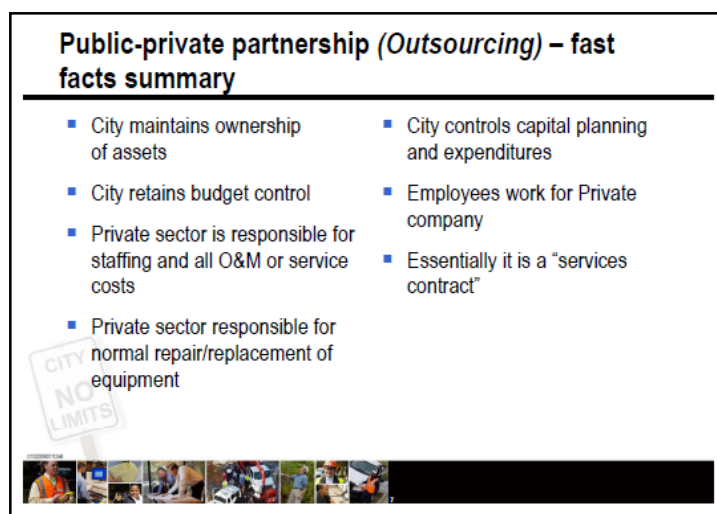 Public-private partnership (Outsourcing) – fast
facts summary
City maintains ownership
of assets
City retains budget control
Private sector is responsible for
staffing and all O&M or service
costs
Private sector responsible for
normal repair/replacement of
equipment
City controls capital planning
and expenditures
Employees work for Private
company
Essentially it is a “services
contract”
CITY
NO
LIMITS
7